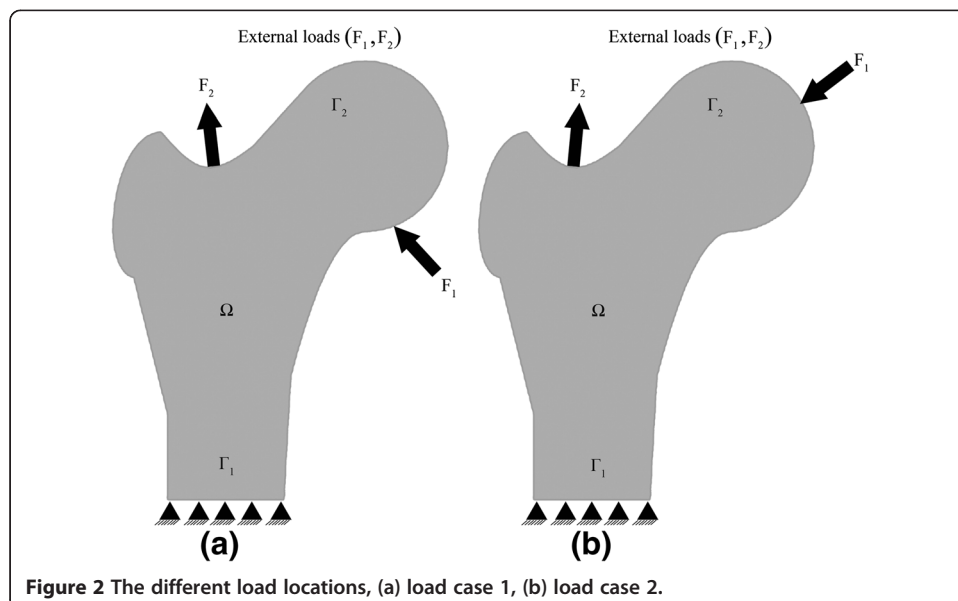 External loads (F₁,F₂)
F₂
Γ₂
F₁
Ω
Γ₁
(a)
External loads (F₁,F₂)
F₁
F₂
Γ₂
Ω
Γ₁
(b)
Figure 2 The different load locations, (a) load case 1, (b) load case 2.